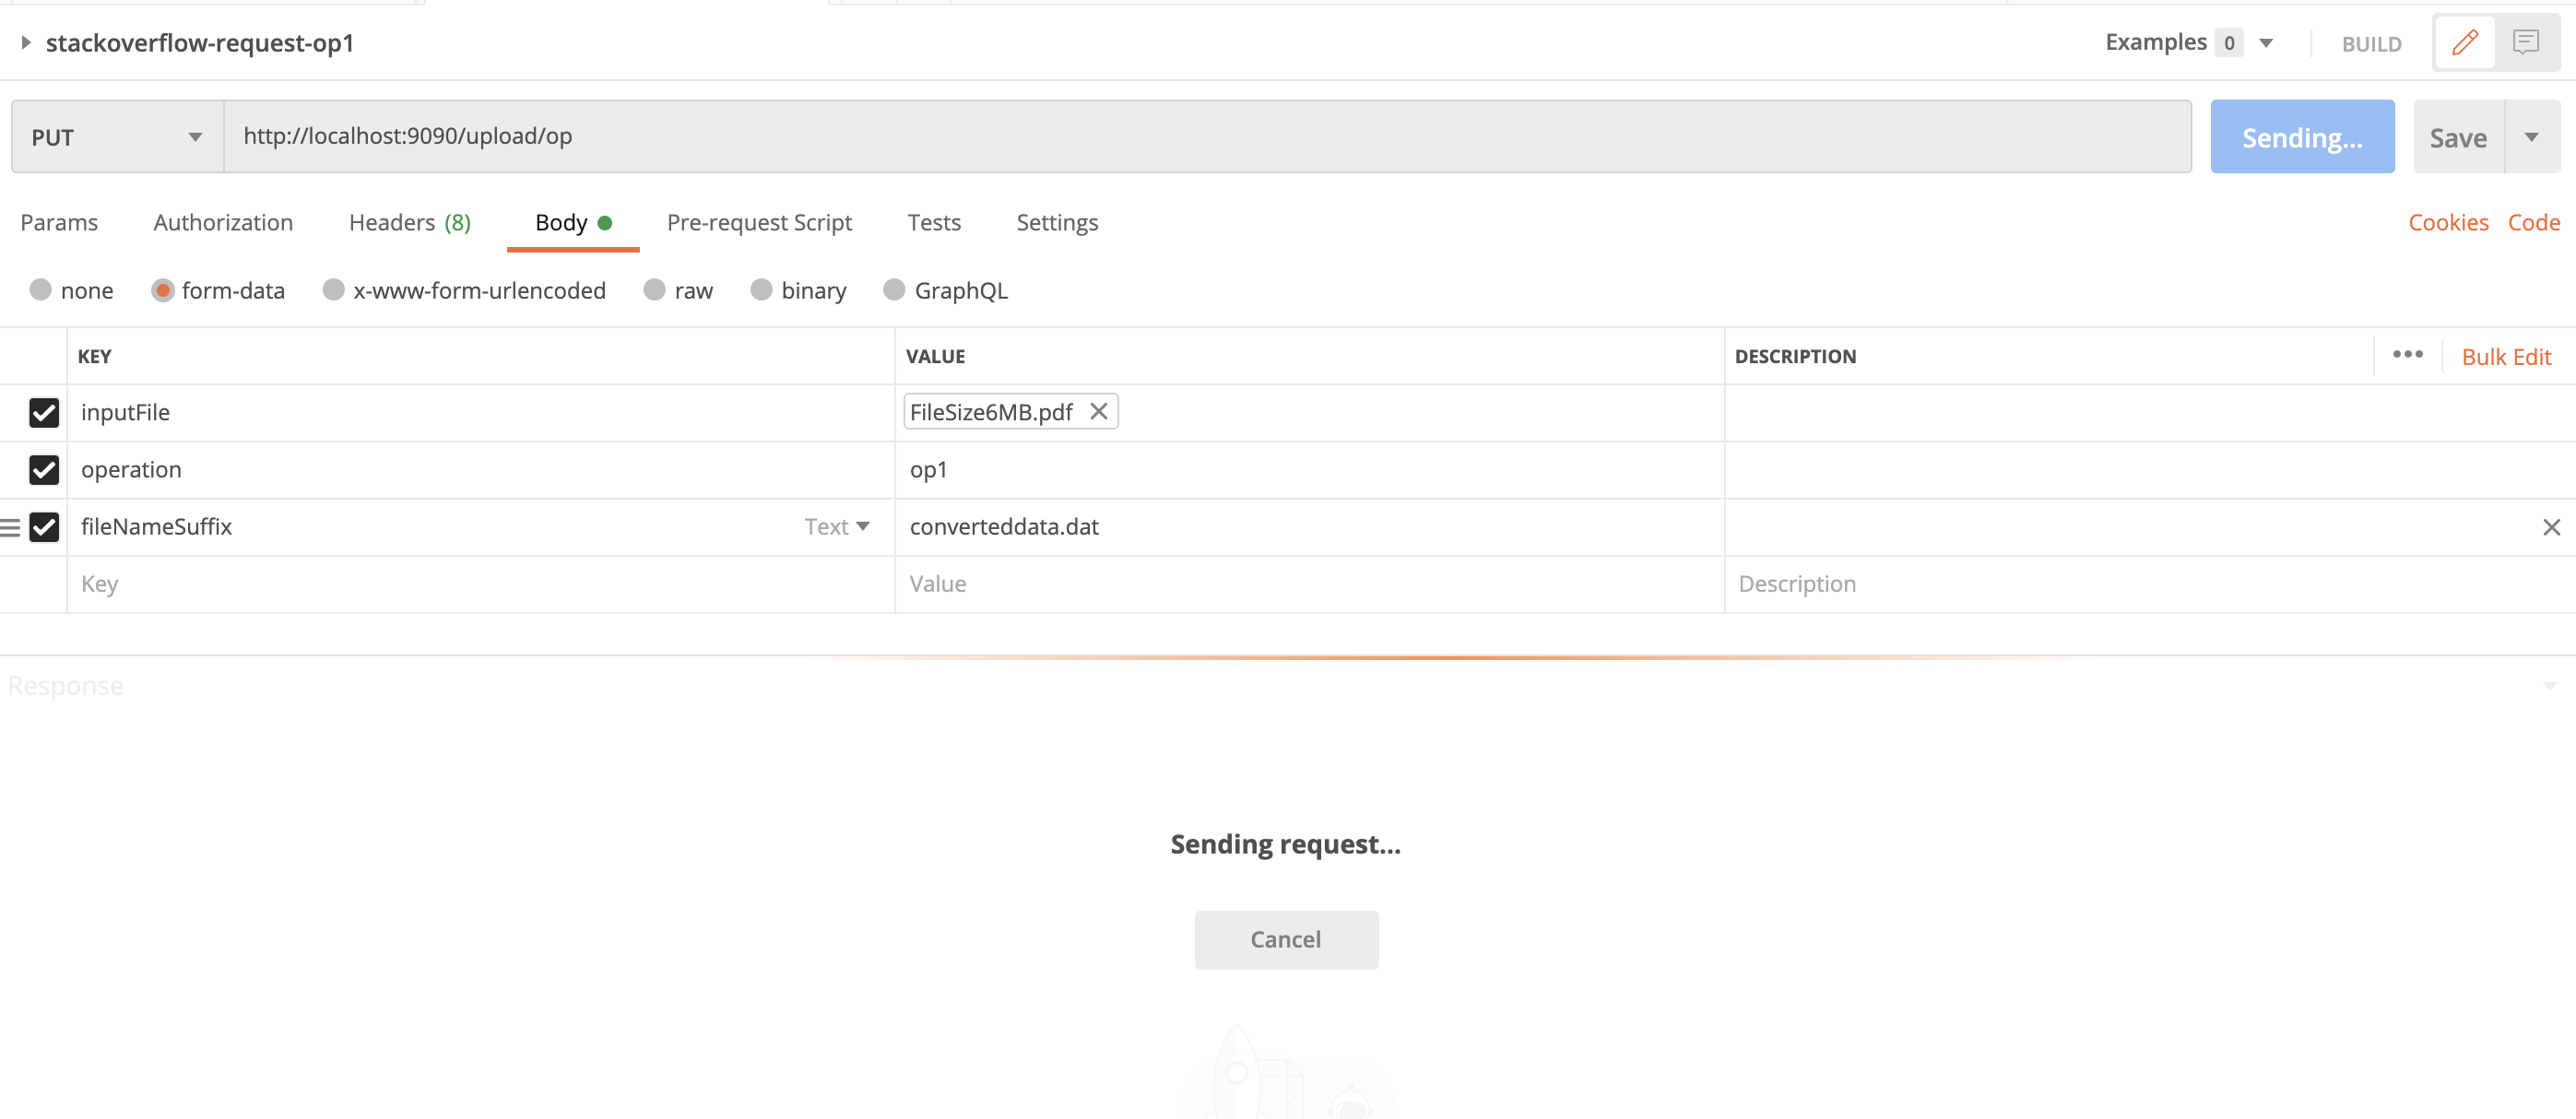 stackoverflow-request-op1 Examples 0 BUILD
PUT http://localhost:9090/upload/op Sending... Save
Params Authorization Headers (8) Body Pre-request Script Tests Settings Cookies Code
none form-data x-www-form-urlencoded raw binary GraphQL
KEY VALUE DESCRIPTION Bulk Edit
inputFile FileSize6MB.pdf
operation op1
fileNameSuffix Text converteddata.dat
Key Value Description
Response
Sending request...
Cancel